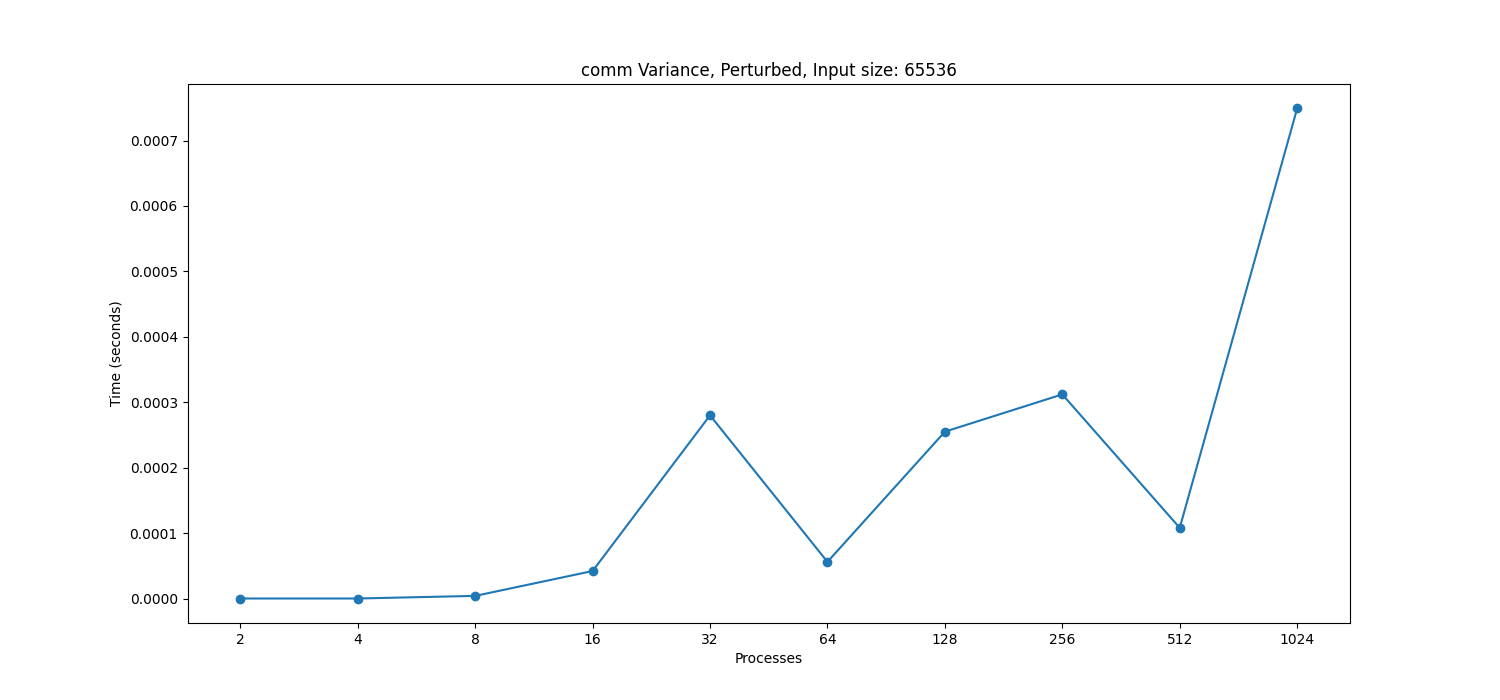 comm Variance, Perturbed, Input size: 65536
0.0007
0.0006
0.0005
0.0004
0.0003
0.0002
0.0001
0.0000
Time (seconds)
2 4 8 16 32 64 128 256 512 1024
Processes